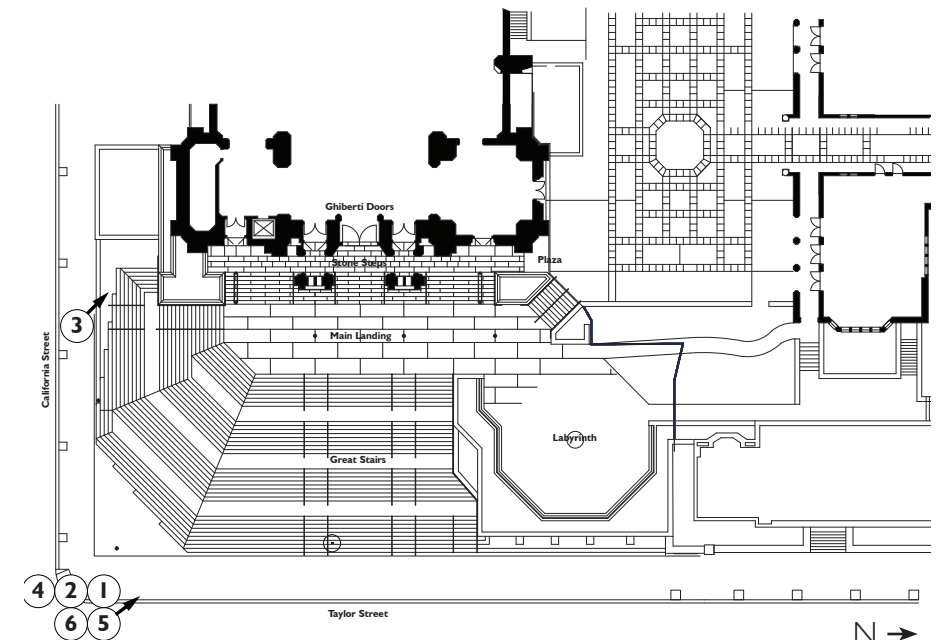 Ghiberti Doors
Stone Steps
Plaza
3
Main Landing
California Street
Labyrinth
Great Stairs
4 2 1
6 5
Taylor Street
N